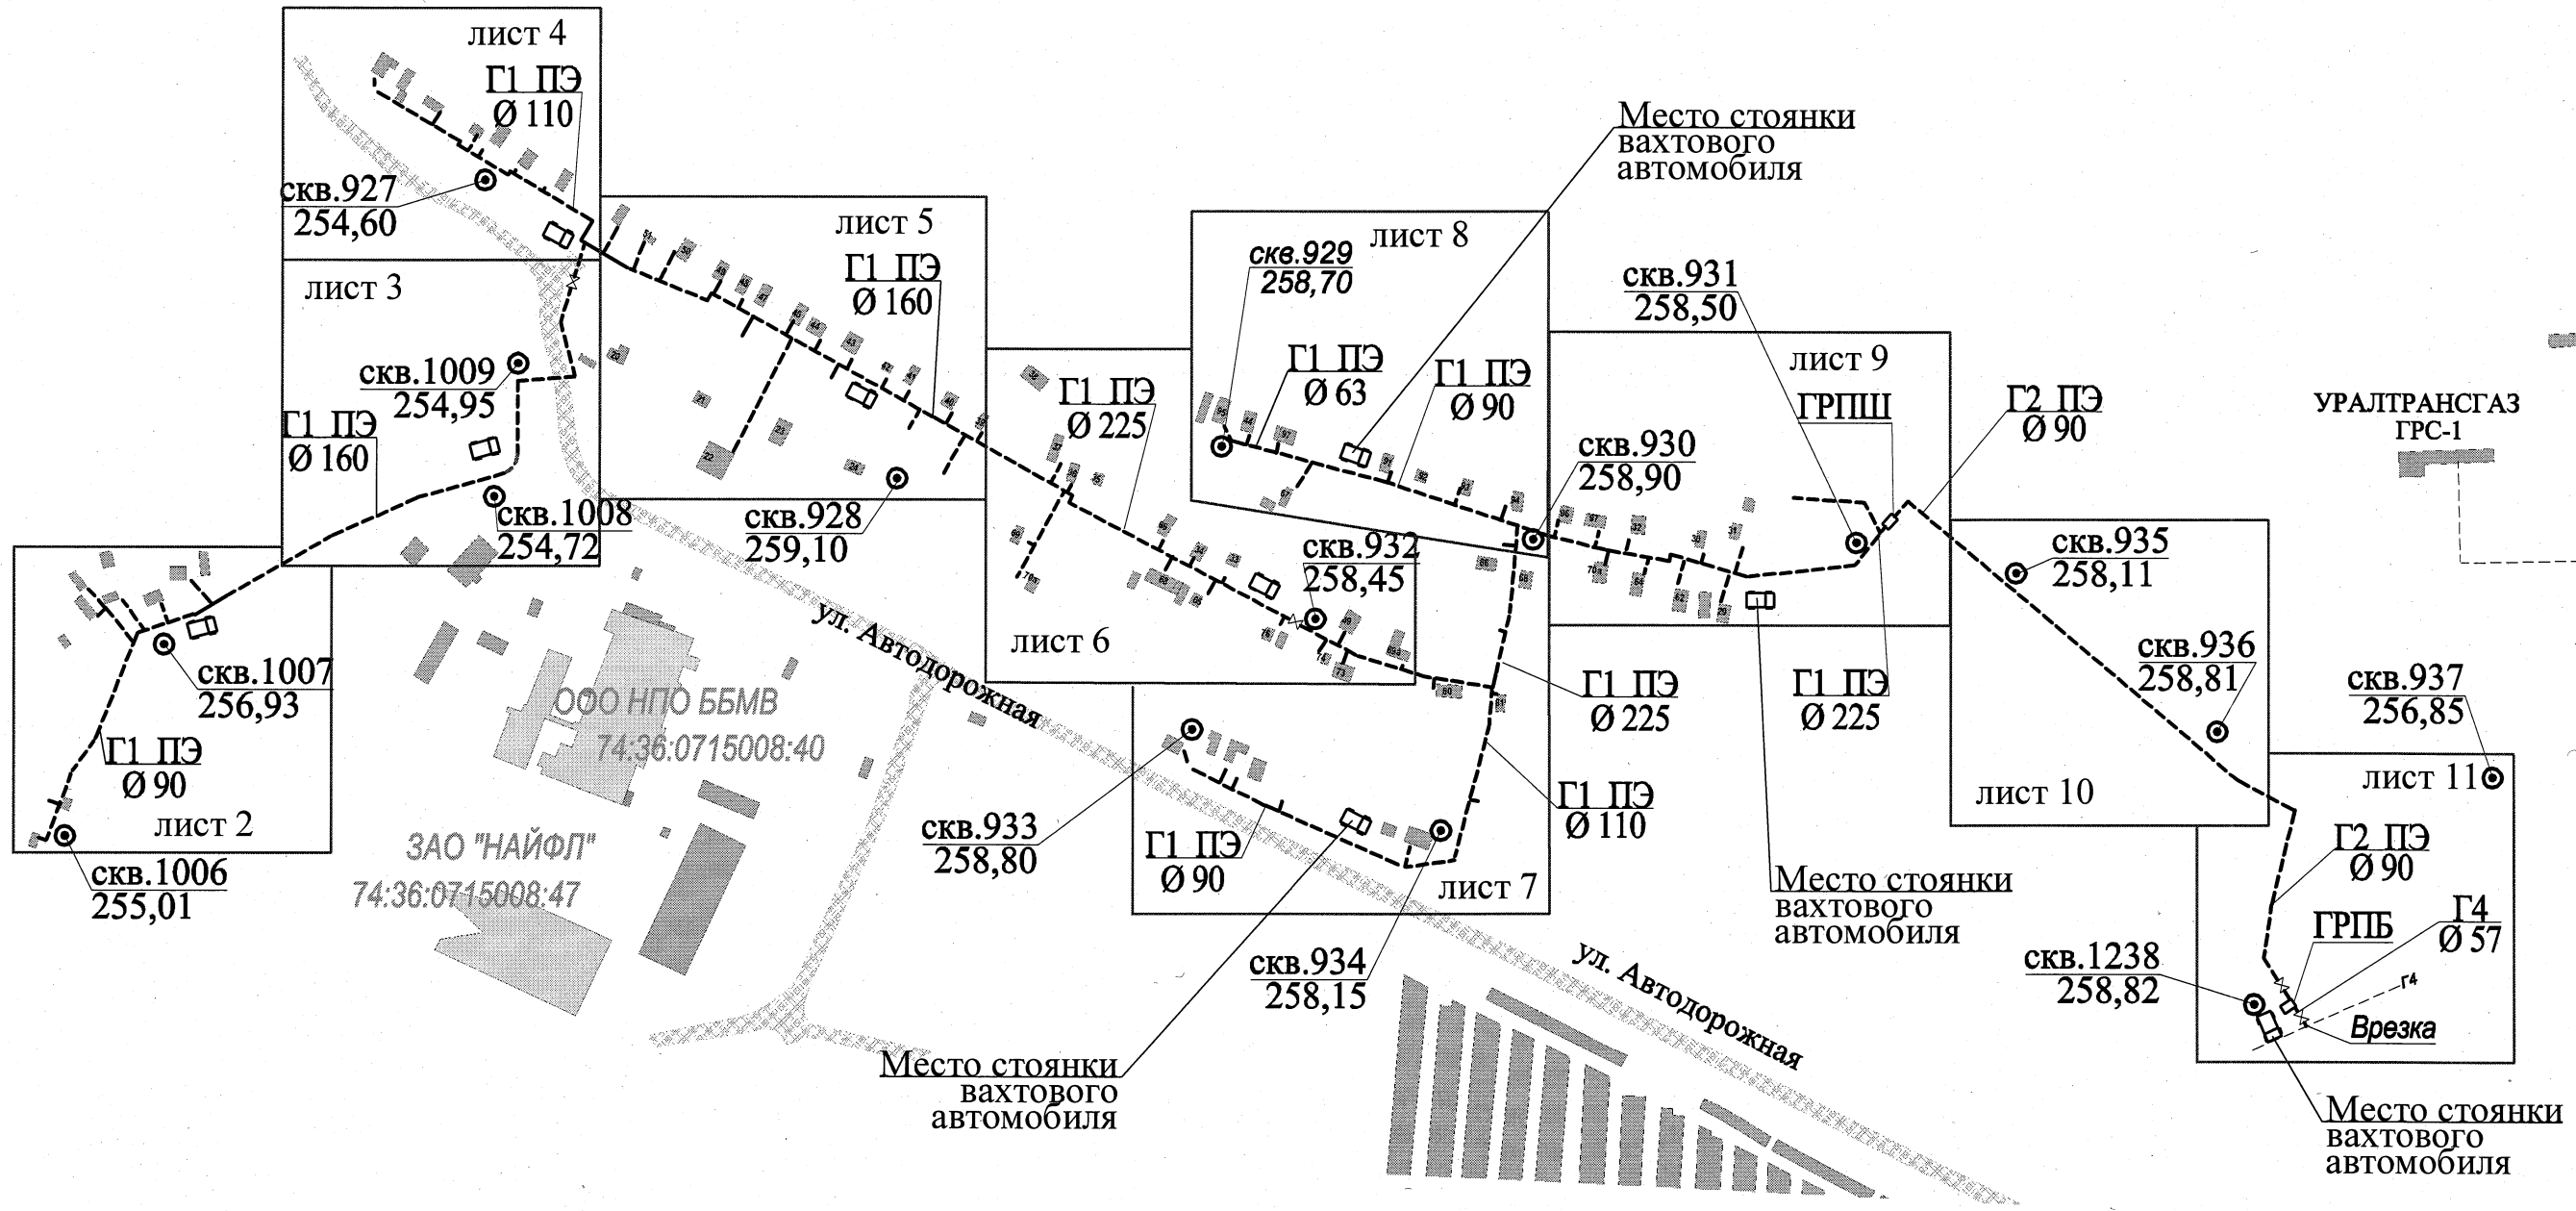 лист 4
Г1 ПЭ
Ø 110
скв.927
254,60
лист 3
скв.1009
254,95
Г1 ПЭ
Ø 160
скв.1008
254,72
скв.1007
256,93
Г1 ПЭ
Ø 90
лист 2
скв.1006
255,01
лист 5
Г1 ПЭ
Ø 160
скв.928
259,10
ул. Автодорожная
ООО НПО ББМВ
74:36:0715008:40
ЗАО "НАЙФЛ"
74:36:0715008:47
Г1 ПЭ
Ø 225
лист 6
скв.932
258,45
Место стоянки
вахтового
автомобиля
лист 8
скв.929
258,70
Г1 ПЭ
Ø 63
Г1 ПЭ
Ø 90
скв.930
258,90
скв.931
258,50
лист 9
ГРПШ
Г2 ПЭ
Ø 90
Г1 ПЭ
Ø 225
Г1 ПЭ
Ø 225
Г1 ПЭ
Ø 110
скв.933
258,80
Г1 ПЭ
Ø 90
лист 7
скв.934
258,15
Место стоянки
вахтового
автомобиля
Место стоянки
вахтового
автомобиля
ул. Автодорожная
УРАЛТРАНСГАЗ
ГРС-1
скв.935
258,11
скв.936
258,81
лист 10
скв.937
256,85
лист 11
Г2 ПЭ
Ø 90
ГРПБ
Г4
Ø 57
скв.1238
258,82
Г4
Врезка
Место стоянки
вахтового
автомобиля